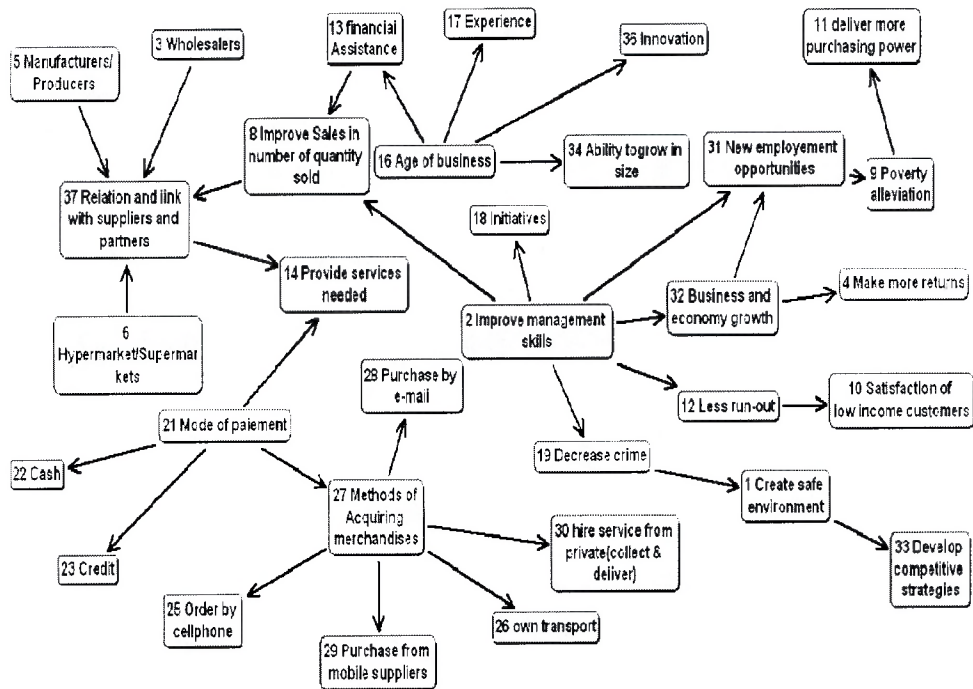 17 Experience
11 deliver more
purchasing power
13 financial
Assistance
36 Innovation
3 Wholesalers
5 Manufacturers/
Producers
8 Improve Sales in
number of quantity
sold
16 Age of business
34 Ability togrow in
size
31 New employement
opportunities
9 Poverty
alleviation
37 Relation and link
with suppliers and
partners
18 Initiatives
14 Provide services
needed
32 Business and
economy growth
4 Make more returns
2 Improve management
skills
6
Hypermarket/Supermar
kets
28 Purchase by
e-mail
12 Less run-out
10 Satisfaction of
low income customers
21 Mode of paiement
19 Decrease crime
22 Cash
27 Methods of
Acquiring
merchandises
1 Create safe
environment
30 hire service from
private(collect &
deliver)
33 Develop
competitive
strategies
23 Credit
25 Order by
cellphone
26 own transport
29 Purchase from
mobile suppliers